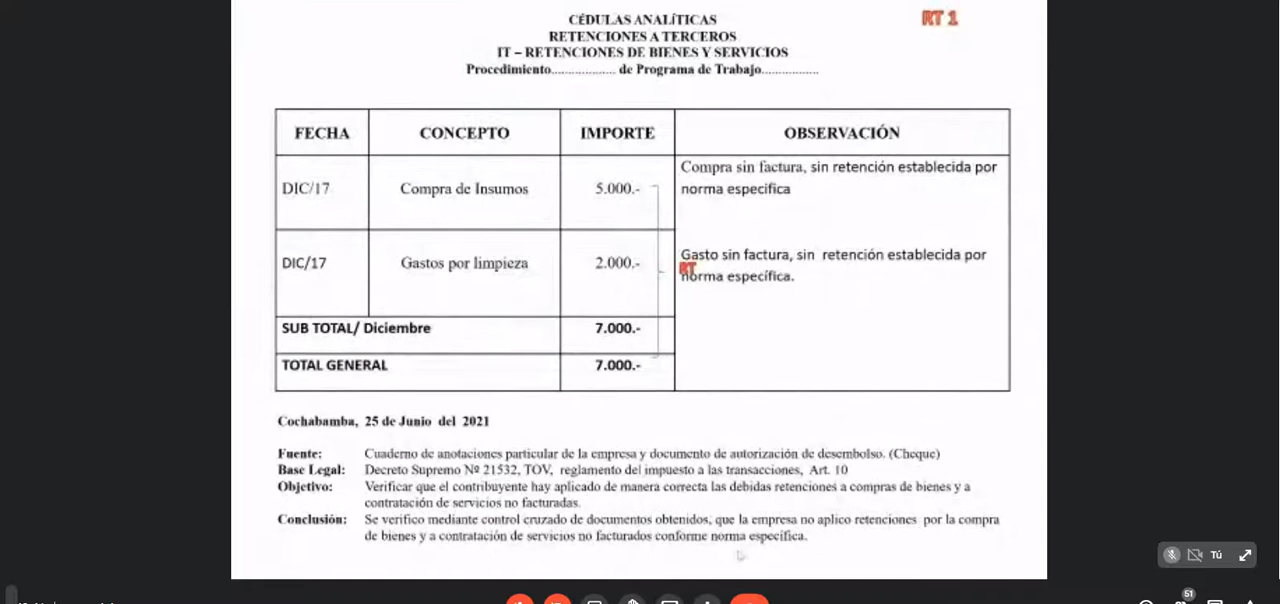 CÉDULAS ANALÍTICAS
RT 1
RETENCIONES A TERCEROS
IT – RETENCIONES DE BIENES Y SERVICIOS
Procedimiento................... de Programa de Trabajo.................
FECHA CONCEPTO IMPORTE OBSERVACIÓN
DIC/17 Compra de Insumos 5.000.- Compra sin factura, sin retención establecida por
norma especifica
DIC/17 Gastos por limpieza 2.000.- Gasto sin factura, sin retención establecida por
RT
norma específica.
SUB TOTAL/ Diciembre 7.000.-
TOTAL GENERAL 7.000.-
Cochabamba, 25 de Junio del 2021
Fuente: Cuaderno de anotaciones particular de la empresa y documento de autorización de desembolso. (Cheque)
Base Legal: Decreto Supremo Nº 21532, TOV, reglamento del impuesto a las transacciones, Art. 10
Objetivo: Verificar que el contribuyente hay aplicado de manera correcta las debidas retenciones a compras de bienes y a
contratación de servicios no facturadas.
Conclusión: Se verifico mediante control cruzado de documentos obtenidos, que la empresa no aplico retenciones por la compra
de bienes y a contratación de servicios no facturados conforme norma especifica.
Tú
51